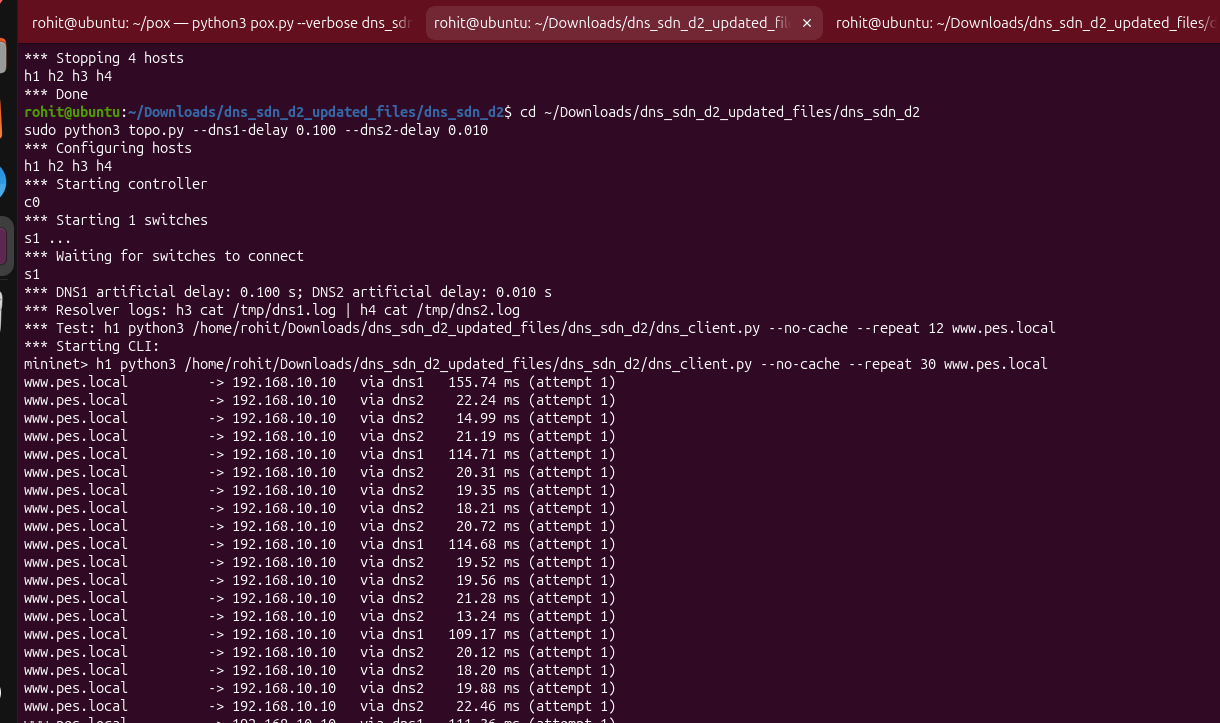 rohit@ubuntu: ~/pox — python3 pox.py --verbose dns_sdn
rohit@ubuntu: ~/Downloads/dns_sdn_d2_updated_fil
×
rohit@ubuntu: ~/Downloads/dns_sdn_d2_updated_files/
*** Stopping 4 hosts
h1 h2 h3 h4
*** Done
rohit@ubuntu:~/Downloads/dns_sdn_d2_updated_files/dns_sdn_d2$ cd ~/Downloads/dns_sdn_d2_updated_files/dns_sdn_d2
sudo python3 topo.py --dns1-delay 0.100 --dns2-delay 0.010
*** Configuring hosts
h1 h2 h3 h4
*** Starting controller
c0
*** Starting 1 switches
s1 ...
*** Waiting for switches to connect
s1
*** DNS1 artificial delay: 0.100 s; DNS2 artificial delay: 0.010 s
*** Resolver logs: h3 cat /tmp/dns1.log | h4 cat /tmp/dns2.log
*** Test: h1 python3 /home/rohit/Downloads/dns_sdn_d2_updated_files/dns_sdn_d2/dns_client.py --no-cache --repeat 12 www.pes.local
*** Starting CLI:
mininet> h1 python3 /home/rohit/Downloads/dns_sdn_d2_updated_files/dns_sdn_d2/dns_client.py --no-cache --repeat 30 www.pes.local
www.pes.local -> 192.168.10.10 via dns1 155.74 ms (attempt 1)
www.pes.local -> 192.168.10.10 via dns2 22.24 ms (attempt 1)
www.pes.local -> 192.168.10.10 via dns2 14.99 ms (attempt 1)
www.pes.local -> 192.168.10.10 via dns2 21.19 ms (attempt 1)
www.pes.local -> 192.168.10.10 via dns1 114.71 ms (attempt 1)
www.pes.local -> 192.168.10.10 via dns2 20.31 ms (attempt 1)
www.pes.local -> 192.168.10.10 via dns2 19.35 ms (attempt 1)
www.pes.local -> 192.168.10.10 via dns2 18.21 ms (attempt 1)
www.pes.local -> 192.168.10.10 via dns2 20.72 ms (attempt 1)
www.pes.local -> 192.168.10.10 via dns1 114.68 ms (attempt 1)
www.pes.local -> 192.168.10.10 via dns2 19.52 ms (attempt 1)
www.pes.local -> 192.168.10.10 via dns2 19.56 ms (attempt 1)
www.pes.local -> 192.168.10.10 via dns2 21.28 ms (attempt 1)
www.pes.local -> 192.168.10.10 via dns2 13.24 ms (attempt 1)
www.pes.local -> 192.168.10.10 via dns1 109.17 ms (attempt 1)
www.pes.local -> 192.168.10.10 via dns2 20.12 ms (attempt 1)
www.pes.local -> 192.168.10.10 via dns2 18.20 ms (attempt 1)
www.pes.local -> 192.168.10.10 via dns2 19.88 ms (attempt 1)
www.pes.local -> 192.168.10.10 via dns2 22.46 ms (attempt 1)
www.pes.local -> 192.168.10.10 via dns1 111.36 ms (attempt 1)